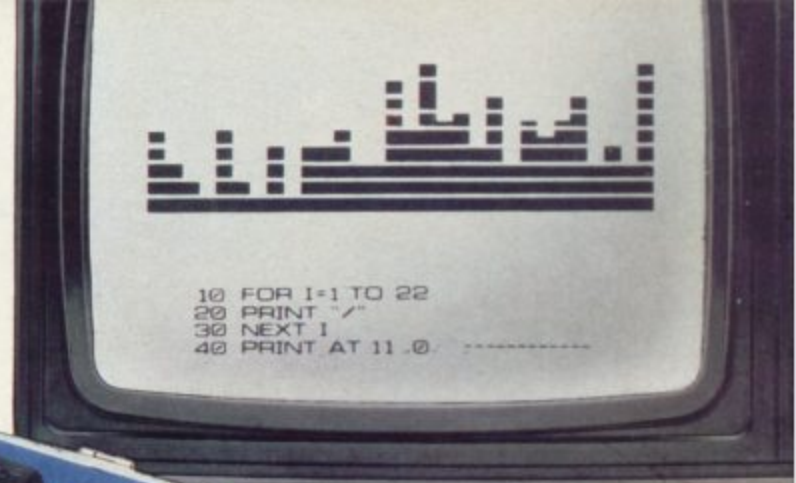 10 FOR I=1 TO 22
20 PRINT "/"
30 NEXT I
40 PRINT AT 11,0 ------------